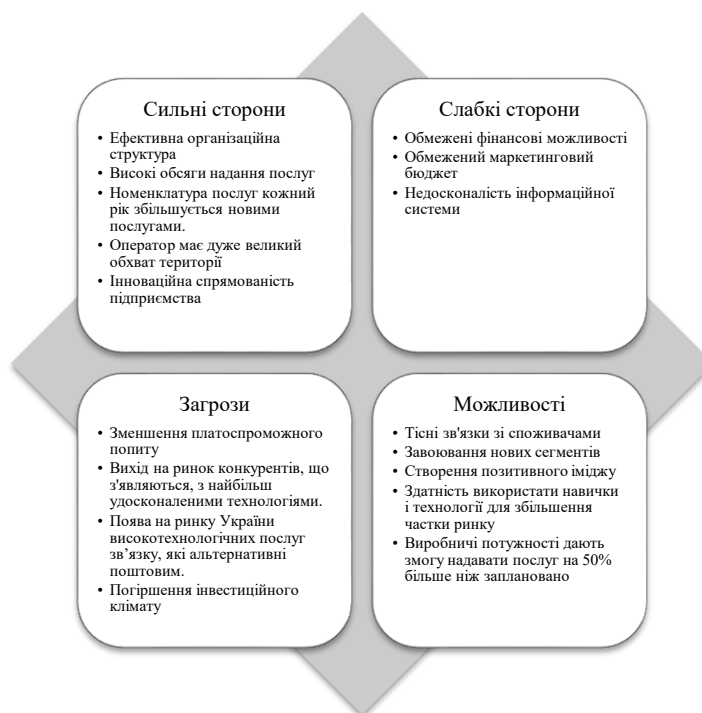 Сильні сторони
• Ефективна організаційна
структура
• Високі обсяги надання послуг
• Номенклатура послуг кожний
рік збільшується новими
послугами.
• Оператор має дуже великий
обхват території
• Інноваційна спрямованість
підприємства
Слабкі сторони
• Обмежені фінансові можливості
• Обмежений маркетинговий
бюджет
• Недосконалість інформаційної
системи
Загрози
• Зменшення платоспроможного
попиту
• Вихід на ринок конкурентів, що
з'являються, з найбільш
удосконаленими технологіями.
• Поява на ринку України
високотехнологічних послуг
зв’язку, які альтернативні
поштовим.
• Погіршення інвестиційного
клімату
Можливості
• Тісні зв'язки зі споживачами
• Завоювання нових сегментів
• Створення позитивного іміджу
• Здатність використати навички
і технології для збільшення
частки ринку
• Виробничі потужності дають
змогу надавати послуг на 50%
більше ніж заплановано